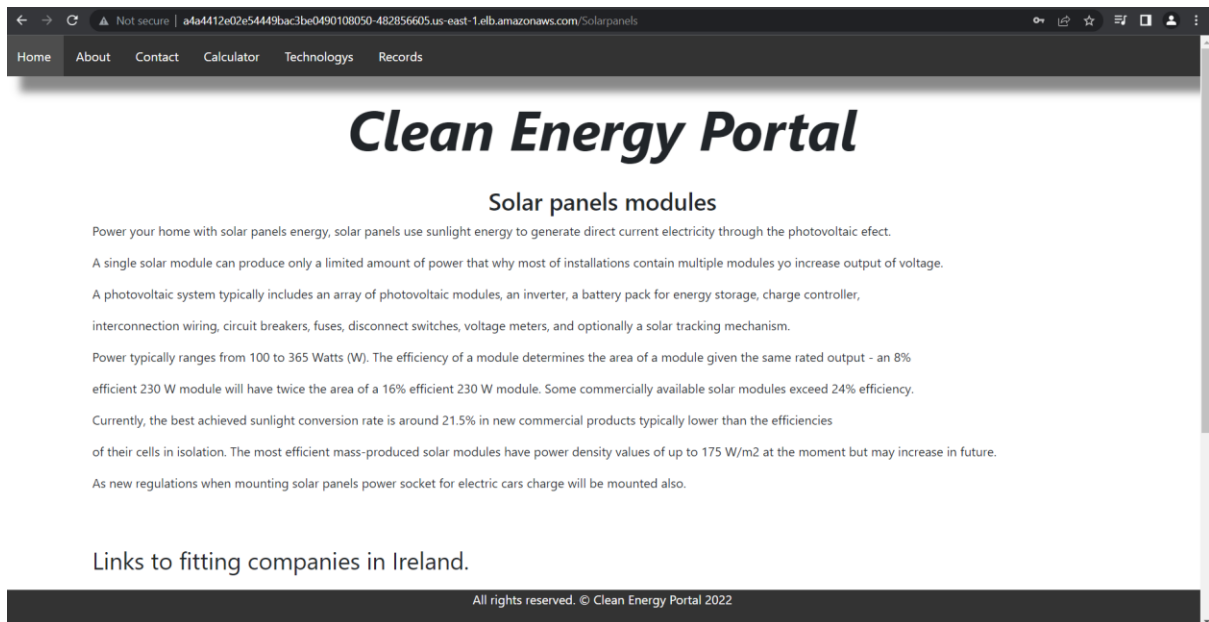 Not secure | a4a4412e02e54449bac3be0490108050-482856605.us-east-1.elb.amazonaws.com/Solarpanels
Home About Contact Calculator Technologys Records
Clean Energy Portal
Solar panels modules
Power your home with solar panels energy, solar panels use sunlight energy to generate direct current electricity through the photovoltaic efect.
A single solar module can produce only a limited amount of power that why most of installations contain multiple modules yo increase output of voltage.
A photovoltaic system typically includes an array of photovoltaic modules, an inverter, a battery pack for energy storage, charge controller,
interconnection wiring, circuit breakers, fuses, disconnect switches, voltage meters, and optionally a solar tracking mechanism.
Power typically ranges from 100 to 365 Watts (W). The efficiency of a module determines the area of a module given the same rated output - an 8%
efficient 230 W module will have twice the area of a 16% efficient 230 W module. Some commercially available solar modules exceed 24% efficiency.
Currently, the best achieved sunlight conversion rate is around 21.5% in new commercial products typically lower than the efficiencies
of their cells in isolation. The most efficient mass-produced solar modules have power density values of up to 175 W/m2 at the moment but may increase in future.
As new regulations when mounting solar panels power socket for electric cars charge will be mounted also.
Links to fitting companies in Ireland.
All rights reserved. © Clean Energy Portal 2022